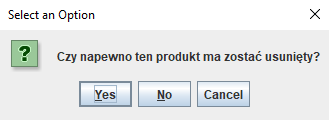 Select an Option
Czy napewno ten produkt ma zostać usunięty?
Yes No Cancel